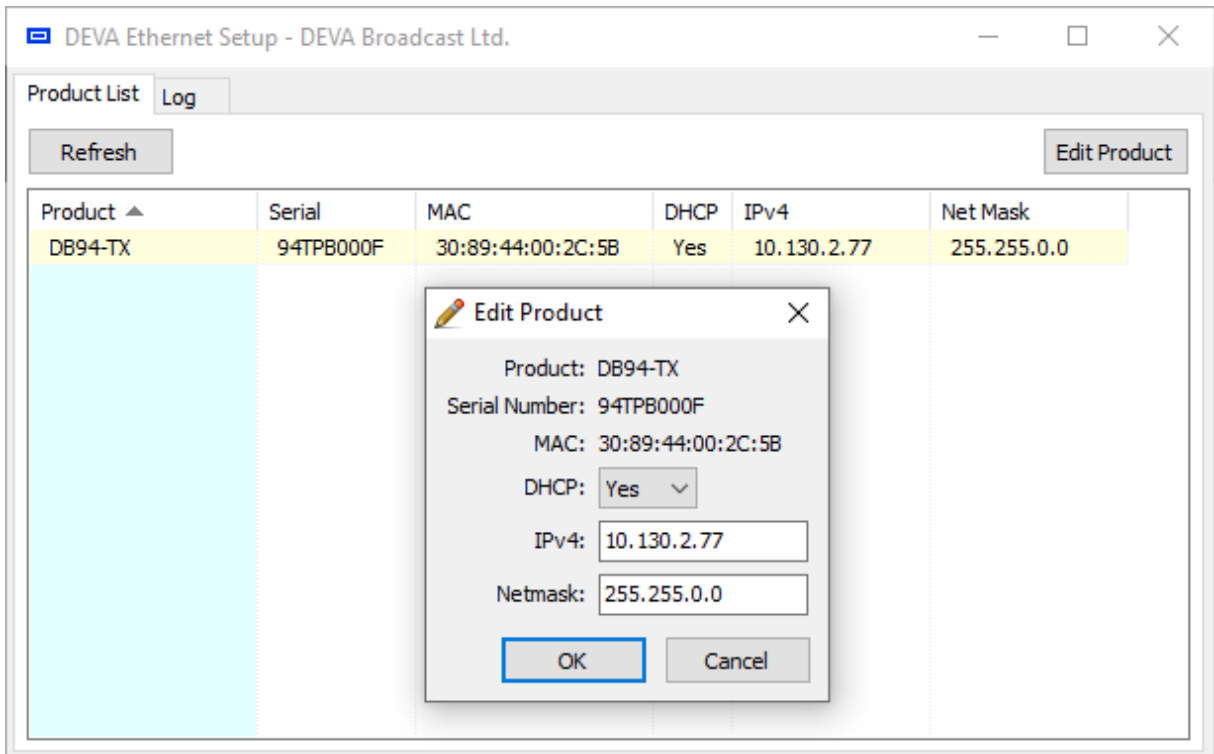 DEVA Ethernet Setup - DEVA Broadcast Ltd.
Product List Log
Refresh Edit Product
Product Serial MAC DHCP IPv4 Net Mask
DB94-TX 94TPB000F 30:89:44:00:2C:5B Yes 10.130.2.77 255.255.0.0
Edit Product
Product: DB94-TX
Serial Number: 94TPB000F
MAC: 30:89:44:00:2C:5B
DHCP: Yes
IPv4: 10.130.2.77
Netmask: 255.255.0.0
OK Cancel